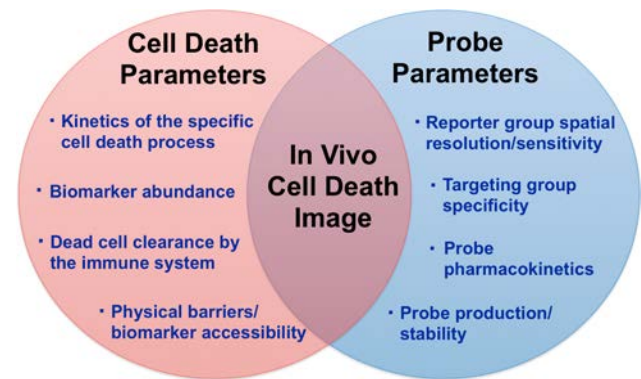 Cell Death
Parameters
· Kinetics of the specific
cell death process
· Biomarker abundance
· Dead cell clearance by
the immune system
· Physical barriers/
biomarker accessibility
In Vivo
Cell Death
Image
Probe
Parameters
· Reporter group spatial
resolution/sensitivity
· Targeting group
specificity
· Probe
pharmacokinetics
· Probe production/
stability